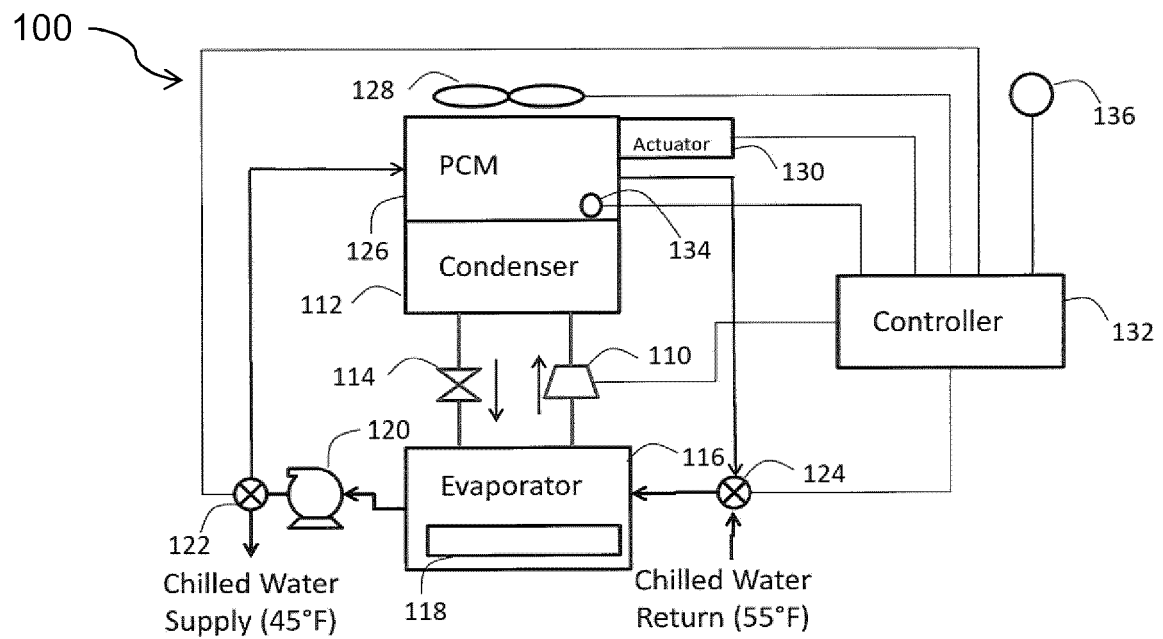 100
128
136
Actuator
PCM
130
126
134
Condenser
112
Controller
132
114
110
120
116
124
Evaporator
122
118
Chilled Water
Supply (45°F)
Chilled Water
Return (55°F)